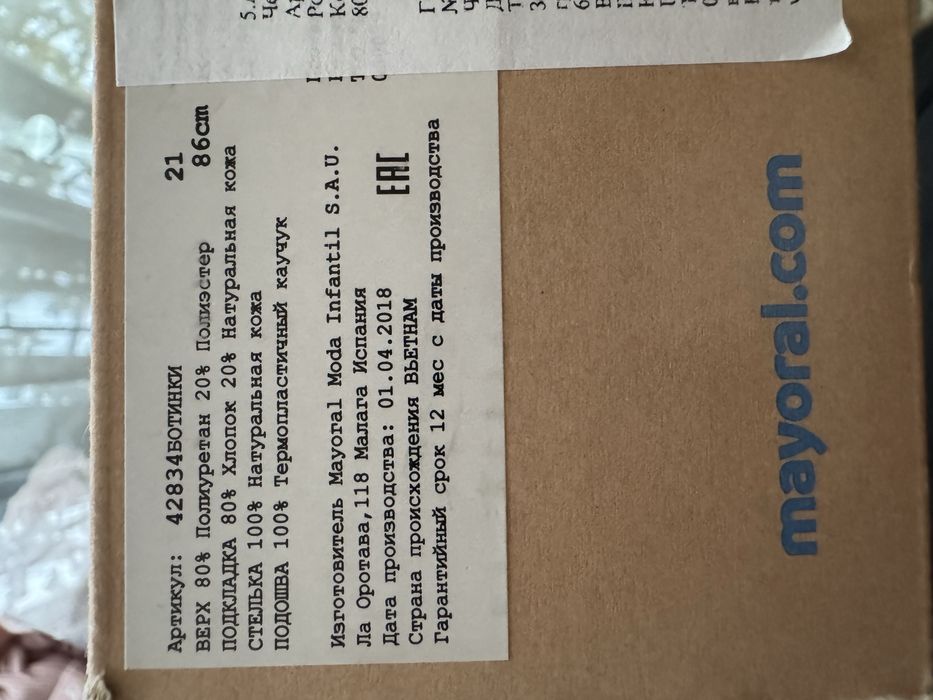 Артикул: 42834БОТИНКИ 21
ВЕРХ 80% Полиуретан 20% Полиэстер 86cm
ПОДКЛАДКА 80% Хлопок 20% Натуральная кожа
СТЕЛЬКА 100% Натуральная кожа
ПОДОШВА 100% Термопластичный каучук
Изготовитель Mayoral Moda Infantil S.A.U.
Ла Оротава,118 Малага Испания
Дата производства: 01.04.2018 EAC
Страна происхождения ВЬЕТНАМ
Гарантийный срок 12 мес с даты производства
mayoral.com